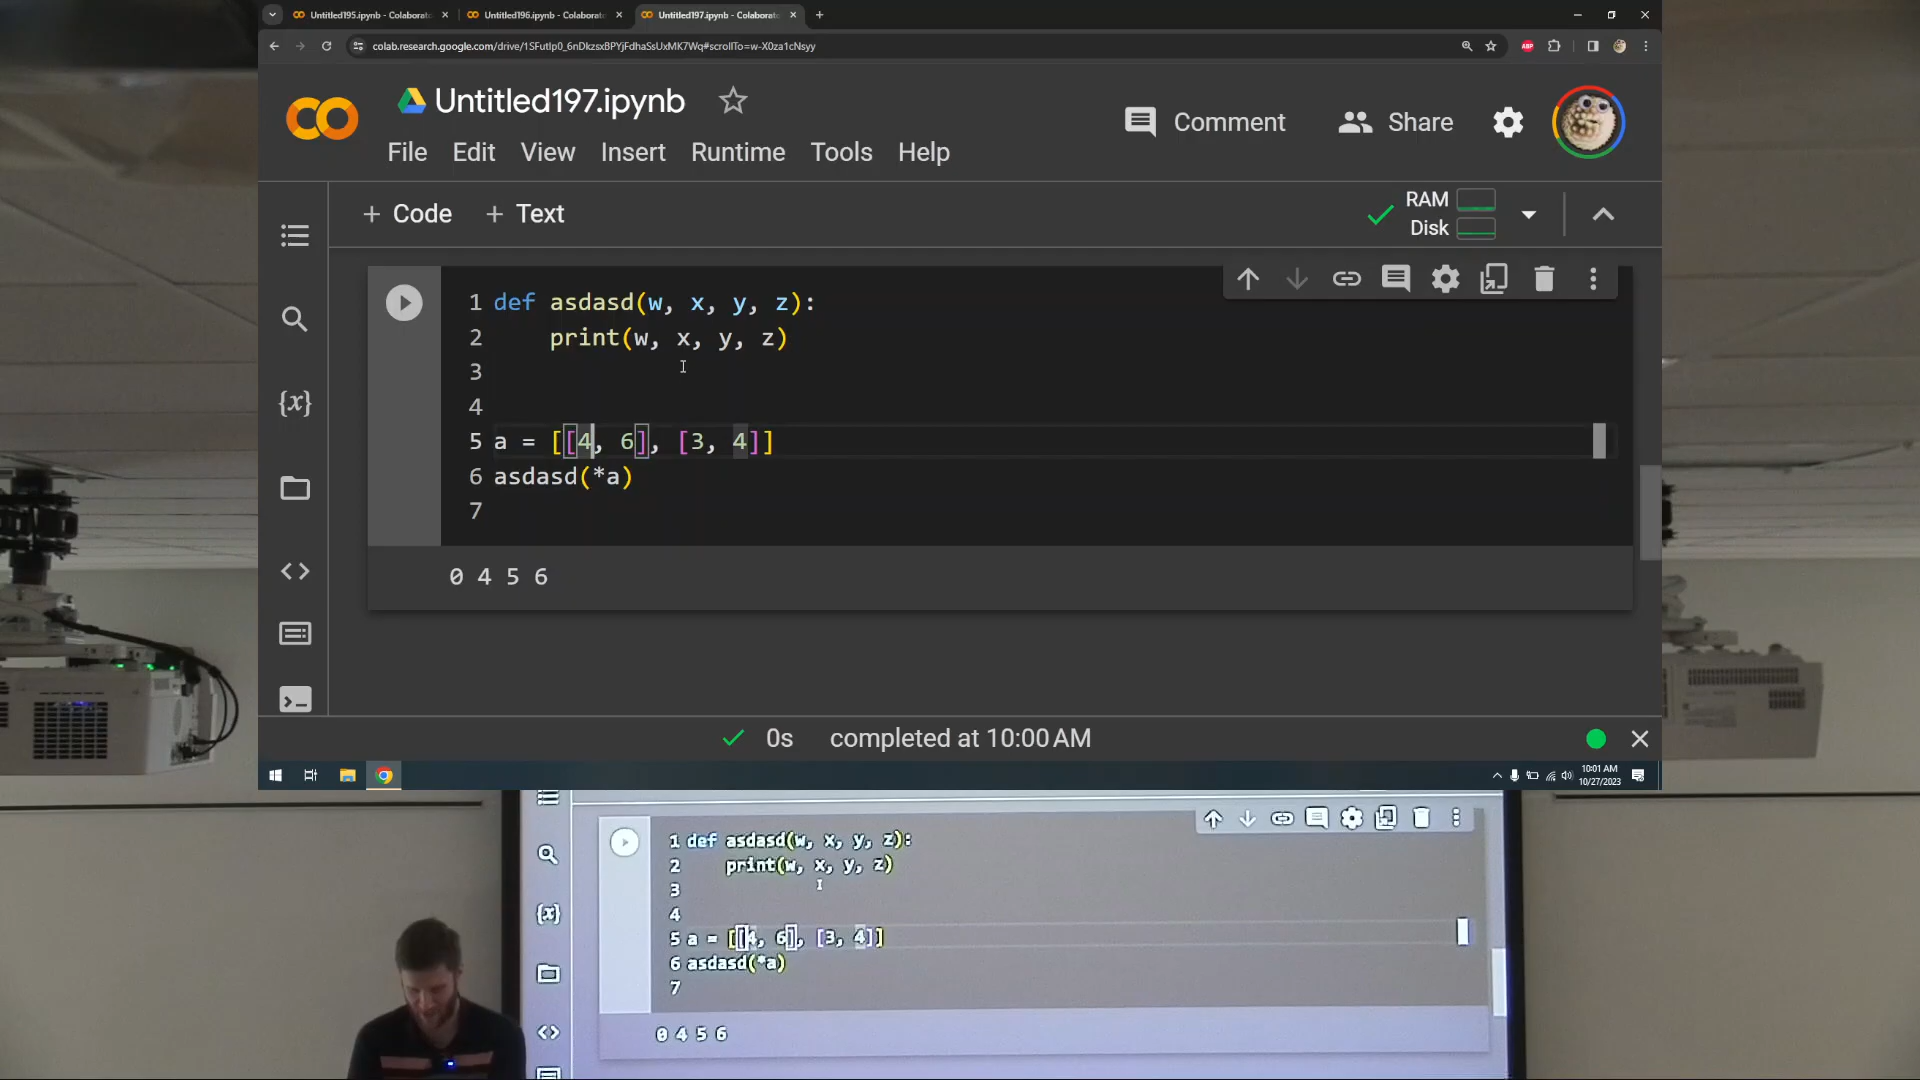 Untitled195.ipynb - Colaborat
Untitled196.ipynb - Colaborat
Untitled197.ipynb - Colaborat
colab.research.google.com/drive/1SFutIp0_6nDkzsxBPYjFdhaSsUxMK7Wq#scrollTo=w-X0za1cNsyy
ABP
CO
Untitled197.ipynb
Comment
Share
File Edit View Insert Runtime Tools Help
+ Code + Text
RAM
Disk
{x}
1 def asdasd(w, x, y, z):
2 print(w, x, y, z)
3
4
5 a = [[4, 6], [3, 4]]
6 asdasd(*a)
7
0 4 5 6
0s completed at 10:00 AM
10:01 AM
10/27/2023
{x}
1 def asdasd(w, x, y, z):
2 print(w, x, y, z)
3
4
5 a = [[4, 6], [3, 4]]
6 asdasd(*a)
7
0 4 5 6